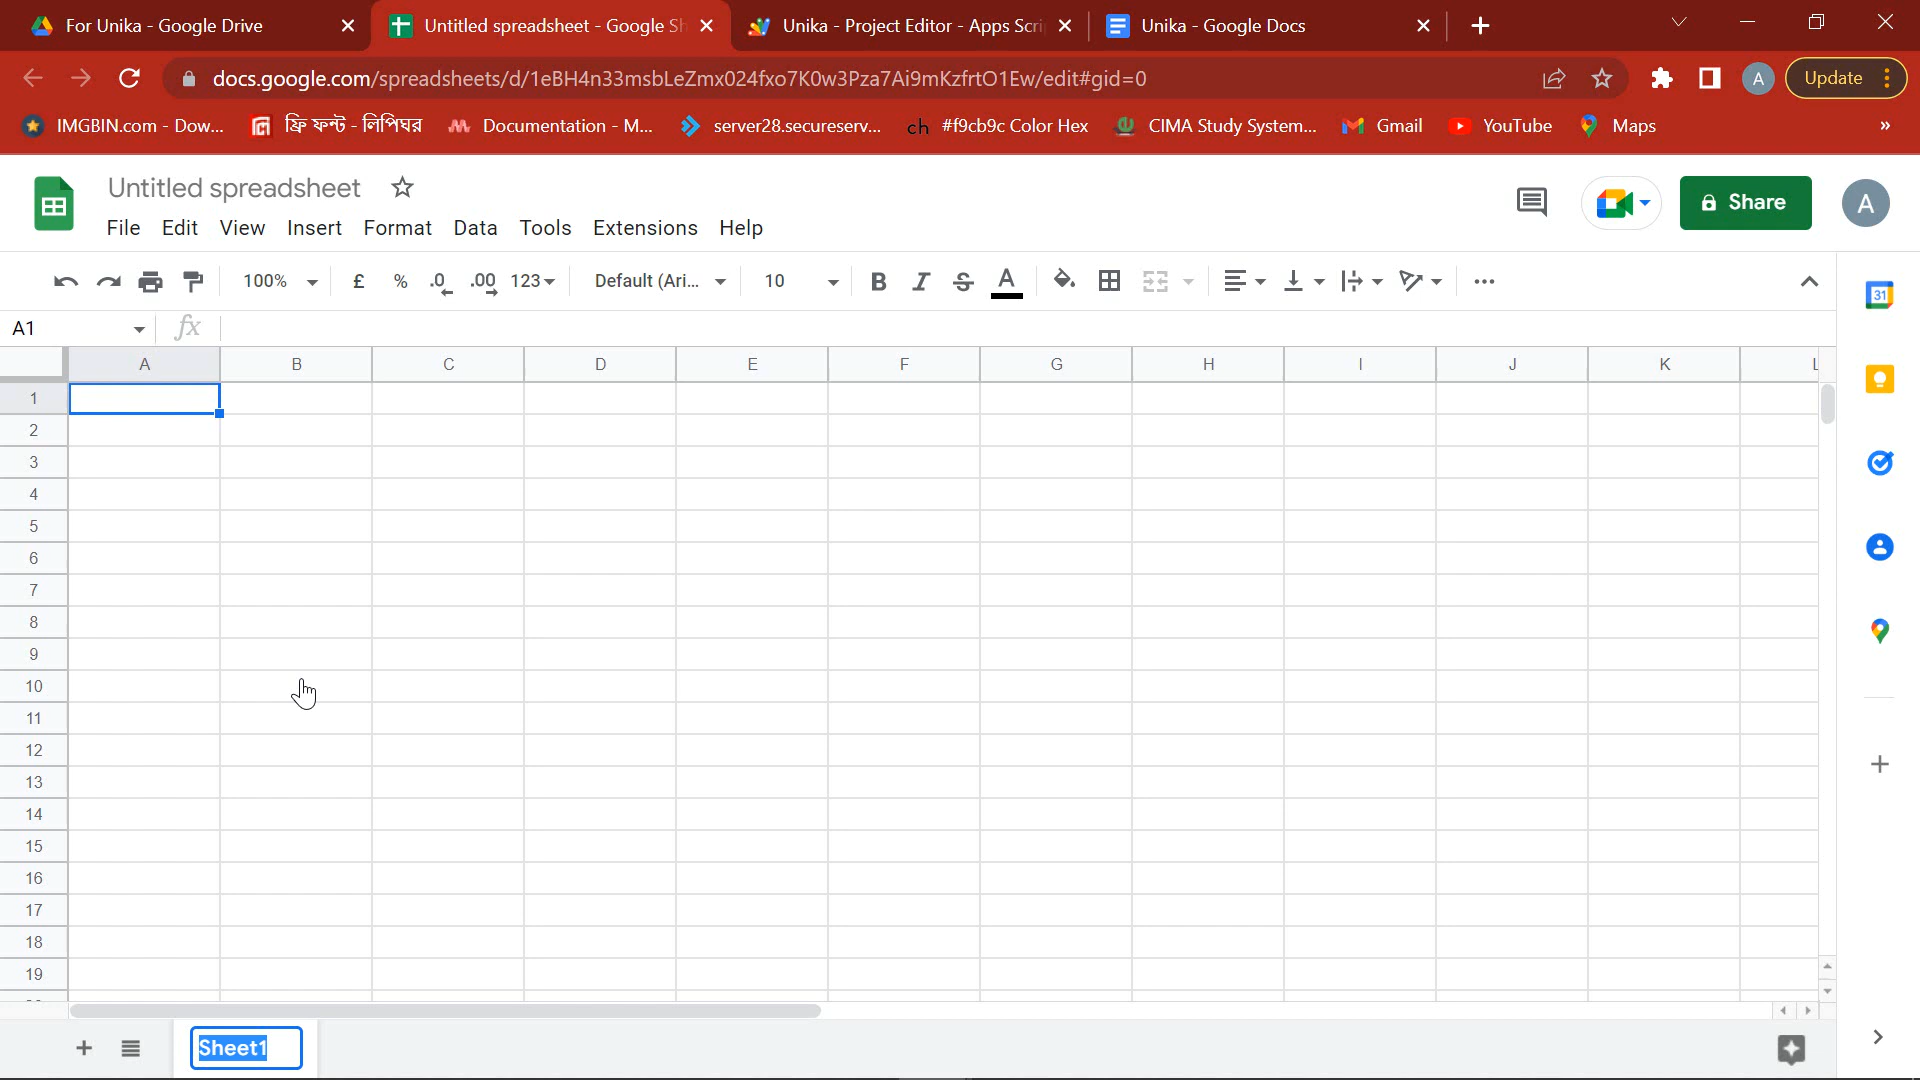 For Unika - Google Drive
Untitled spreadsheet - Google Sh
Unika - Project Editor - Apps Scri
Unika - Google Docs
docs.google.com/spreadsheets/d/1eBH4n33msbLeZmx024fxo7K0w3Pza7Ai9mKzfrtO1Ew/edit#gid=0
A
Update
IMGBIN.com - Dow...
ফ্রি ফন্ট - লিপিঘর
Documentation - M...
server28.secureserv...
ch #f9cb9c Color Hex
CIMA Study System...
Gmail
YouTube
Maps
»
Untitled spreadsheet
File Edit View Insert Format Data Tools Extensions Help
Share
A
100% £ % .0 .00 123 Default (Ari... 10 B I S A
31
A1 fx
A B C D E F G H I J K L
1
2
3
4
5
6
7
8
9
10
11
12
13
14
15
16
17
18
19
Sheet1